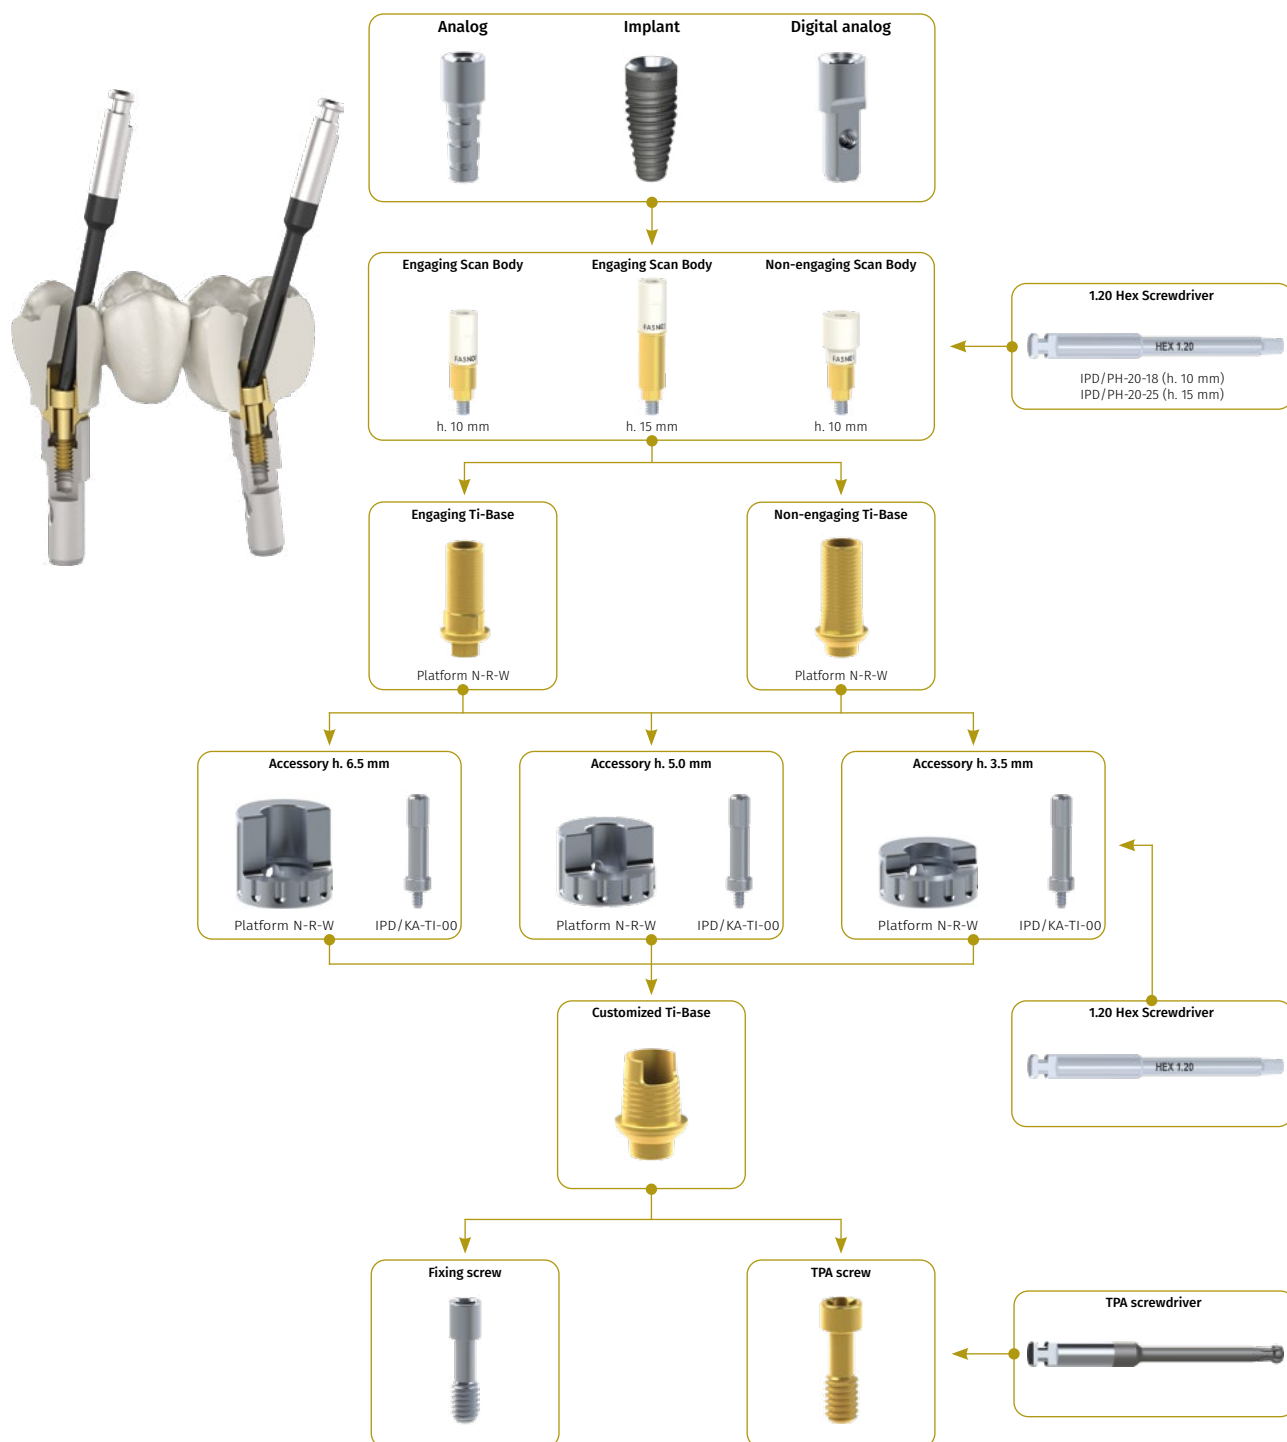 Analog
Implant
Digital analog
Engaging Scan Body
Engaging Scan Body
Non-engaging Scan Body
h. 10 mm
h. 15 mm
h. 10 mm
1.20 Hex Screwdriver
HEX 1.20
IPD/PH-20-18 (h. 10 mm)
IPD/PH-20-25 (h. 15 mm)
Engaging Ti-Base
Platform N-R-W
Non-engaging Ti-Base
Platform N-R-W
Accessory h. 6.5 mm
Platform N-R-W
IPD/KA-TI-00
Accessory h. 5.0 mm
Platform N-R-W
IPD/KA-TI-00
Accessory h. 3.5 mm
Platform N-R-W
IPD/KA-TI-00
Customized Ti-Base
1.20 Hex Screwdriver
HEX 1.20
Fixing screw
TPA screw
TPA screwdriver